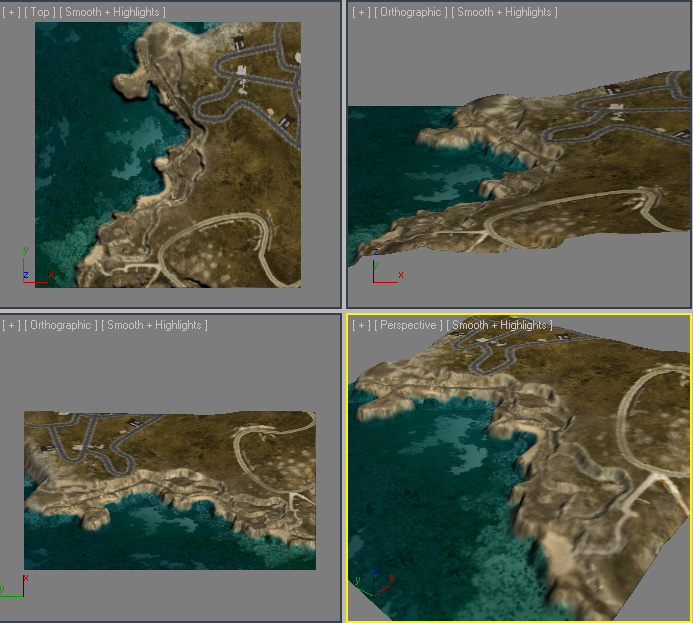 [ + ] [ Top ] [ Smooth + Highlights ]
[ + ] [ Orthographic ] [ Smooth + Highlights ]
y
z
x
z
y
x
[ + ] [ Orthographic ] [ Smooth + Highlights ]
[ + ] [ Perspective ] [ Smooth + Highlights ]
x
y
z
y
x